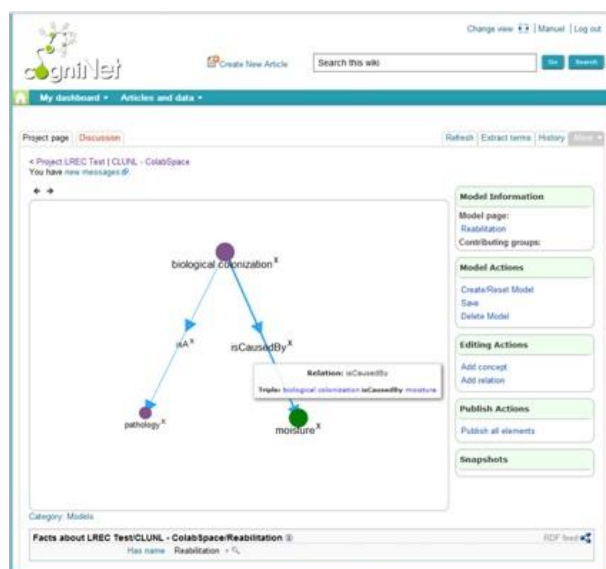 Change view | Manuel | Log out
cogniNet
Create New Article
Search this wiki
Go
Search
My dashboard
Articles and data
Project page
Discussion
Refresh
Extract terms
History
More
< Project LREC Test | CLUNL - ColabSpace
You have new messages
Model Information
Model page:
Reabilitation
Contributing groups:
Model Actions
Create/Reset Model
Save
Delete Model
Editing Actions
Add concept
Add relation
Publish Actions
Publish all elements
Snapshots
biological colonization x
isA x
isCausedBy x
Relation: isCausedBy
Triple: biological colonization isCausedBy moisture
pathology x
moisture x
Category: Models
Facts about LREC Test/CLUNL - ColabSpace/Reabilitation
RDF feed
Has name Reabilitation +